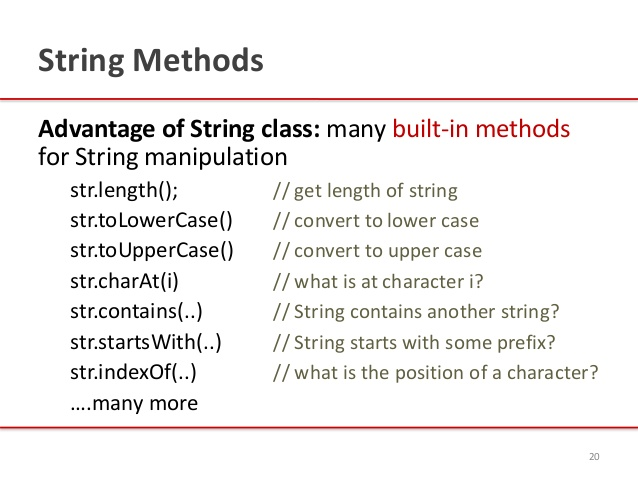 String Methods
Advantage of String class: many built-in methods
for String manipulation
str.length(); // get length of string
str.toLowerCase() // convert to lower case
str.toUpperCase() // convert to upper case
str.charAt(i) // what is at character i?
str.contains(..) // String contains another string?
str.startsWith(..) // String starts with some prefix?
str.indexOf(..) // what is the position of a character?
….many more
20